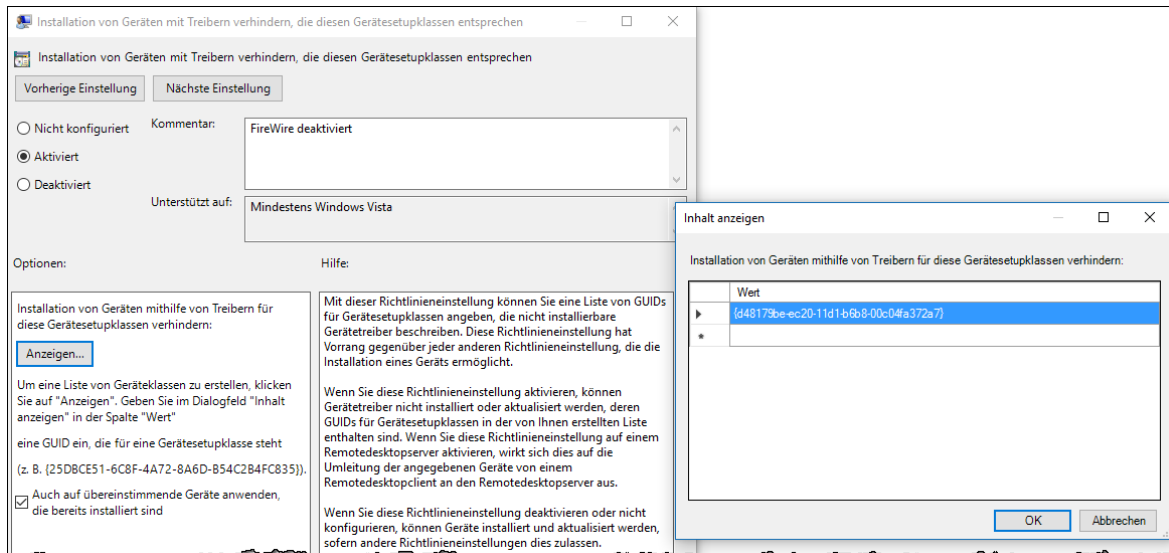 Installation von Geräten mit Treibern verhindern, die diesen Gerätesetupklassen entsprechen
Installation von Geräten mit Treibern verhindern, die diesen Gerätesetupklassen entsprechen
Vorherige Einstellung
Nächste Einstellung
Nicht konfiguriert
Aktiviert
Deaktiviert
Kommentar:
FireWire deaktiviert
Unterstützt auf:
Mindestens Windows Vista
Optionen:
Hilfe:
Installation von Geräten mithilfe von Treibern für
diese Gerätesetupklassen verhindern:
Anzeigen...
Um eine Liste von Geräteklassen zu erstellen, klicken
Sie auf "Anzeigen". Geben Sie im Dialogfeld "Inhalt
anzeigen" in der Spalte "Wert"
eine GUID ein, die für eine Gerätesetupklasse steht
(z. B. {25DBCE51-6C8F-4A72-8A6D-B54C2B4FC835}).
Auch auf übereinstimmende Geräte anwenden,
die bereits installiert sind
Mit dieser Richtlinieneinstellung können Sie eine Liste von GUIDs
für Gerätesetupklassen angeben, die nicht installierbare
Gerätetreiber beschreiben. Diese Richtlinieneinstellung hat
Vorrang gegenüber jeder anderen Richtlinieneinstellung, die die
Installation eines Geräts ermöglicht.
Wenn Sie diese Richtlinieneinstellung aktivieren, können
Gerätetreiber nicht installiert oder aktualisiert werden, deren
GUIDs für Gerätesetupklassen in der von Ihnen erstellten Liste
enthalten sind. Wenn Sie diese Richtlinieneinstellung auf einem
Remotedesktopserver aktivieren, wirkt sich dies auf die
Umleitung der angegebenen Geräte von einem
Remotedesktopclient an den Remotedesktopserver aus.
Wenn Sie diese Richtlinieneinstellung deaktivieren oder nicht
konfigurieren, können Geräte installiert und aktualisiert werden,
sofern andere Richtlinieneinstellungen dies zulassen.
Inhalt anzeigen
Installation von Geräten mithilfe von Treibern für diese Gerätesetupklassen verhindern:
Wert
{d48179be-ec20-11d1-b6b8-00c04fa372a7}
OK
Abbrechen